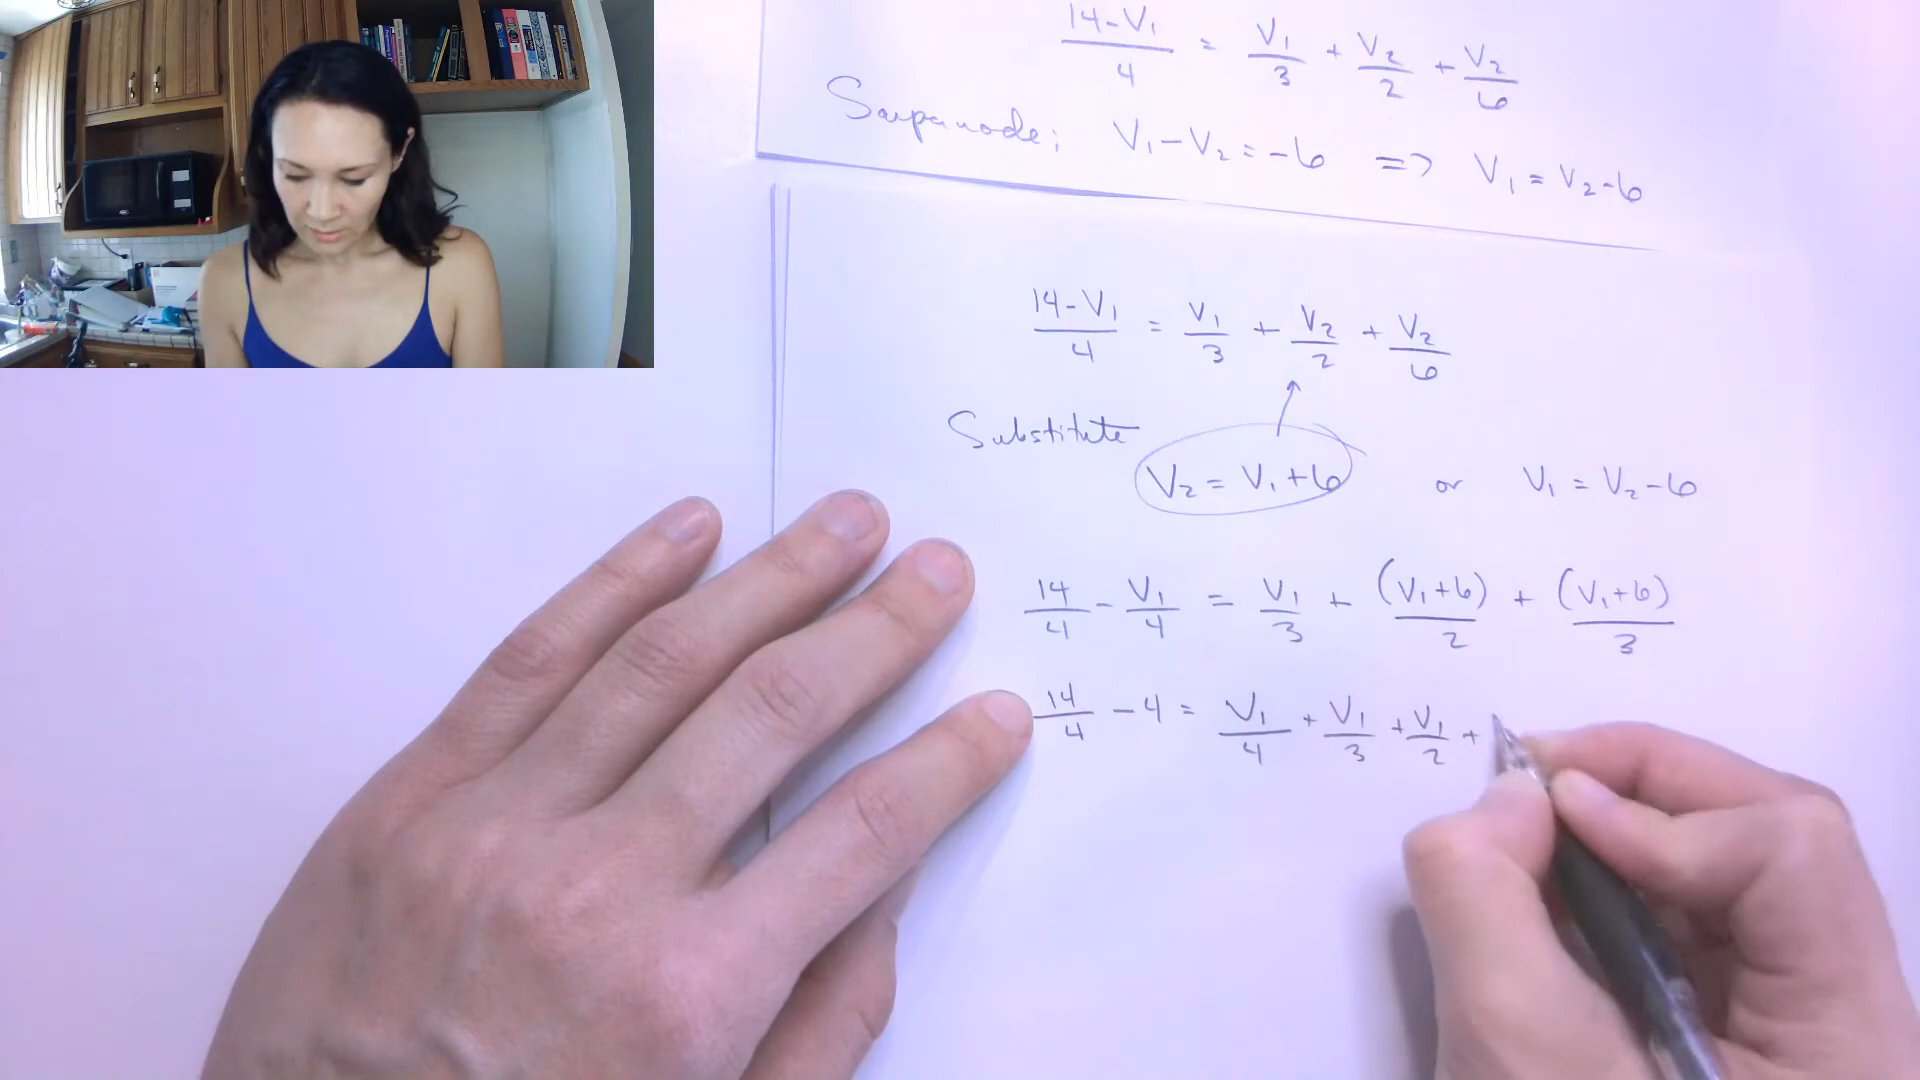 14-V₁/4 = V₁/3 + V₂/2 + V₂/6
Supernode: V₁-V₂=-6 => V₁=V₂-6
14-V₁/4 = V₁/3 + V₂/2 + V₂/6
Substitute
V₂=V₁+6 or V₁=V₂-6
14/4 - V₁/4 = V₁/3 + (V₁+6)/2 + (V₁+6)/3
14/4 - 4 = V₁/4 + V₁/3 + V₁/2 +